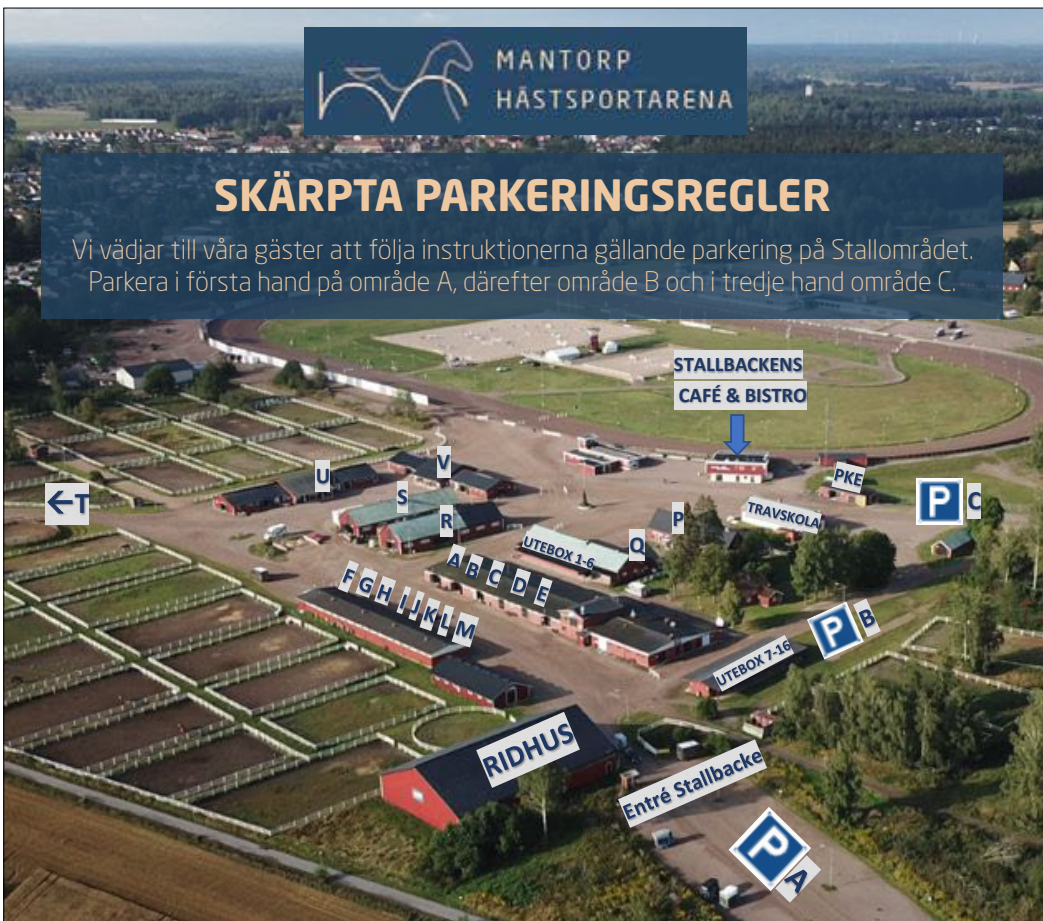 MANTORP
HÄSTSPORTARENA
SKÄRPTA PARKERINGSREGLER
Vi vädjar till våra gäster att följa instruktionerna gällande parkering på Stallområdet.
Parkera i första hand på område A, därefter område B och i tredje hand område C.
STALLBACKENS
CAFÉ & BISTRO
U
V
PKE
←T
S
P C
R
P
TRAVSKOLA
UTEBOX 1-6
Q
A B C D E
F G H I J K L M
P B
UTEBOX 7-16
RIDHUS
Entré Stallbacke
P A